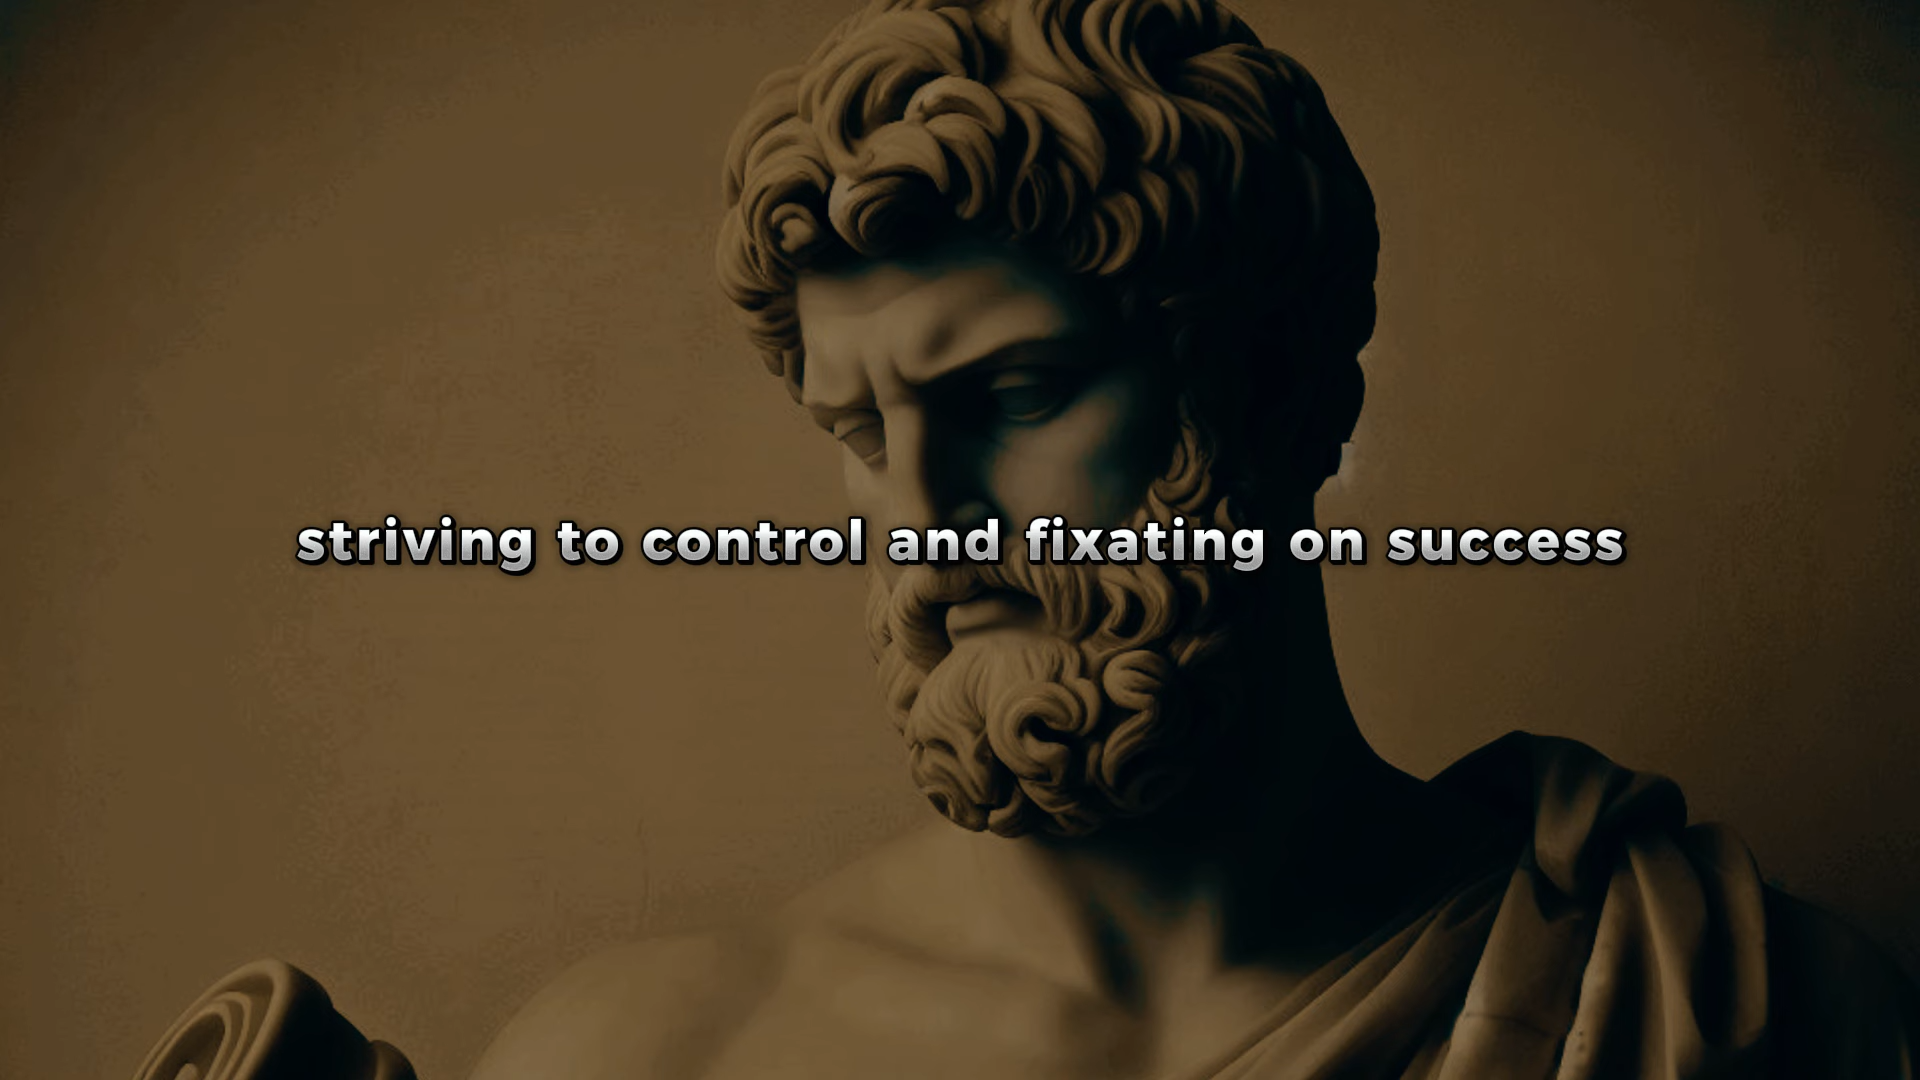 striving to control and fixating on success